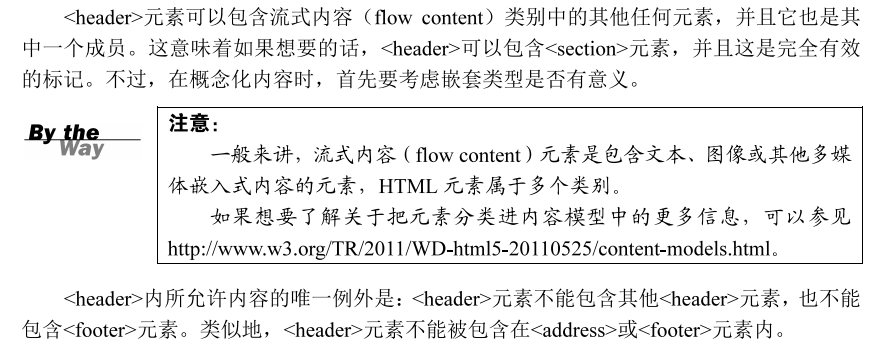 <header>元素可以包含流式内容（flow content）类别中的其他任何元素，并且它也是其
中一个成员。这意味着如果想要的话，<header>可以包含<section>元素，并且这是完全有效
的标记。不过，在概念化内容时，首先要考虑嵌套类型是否有意义。
By the
Way
注意：
一般来讲，流式内容（flow content）元素是包含文本、图像或其他多媒
体嵌入式内容的元素，HTML 元素属于多个类别。
如果想要了解关于把元素分类进内容模型中的更多信息，可以参见
http://www.w3.org/TR/2011/WD-html5-20110525/content-models.html。
<header>内所允许内容的唯一例外是：<header>元素不能包含其他<header>元素，也不能
包含<footer>元素。类似地，<header>元素不能被包含在<address>或<footer>元素内。